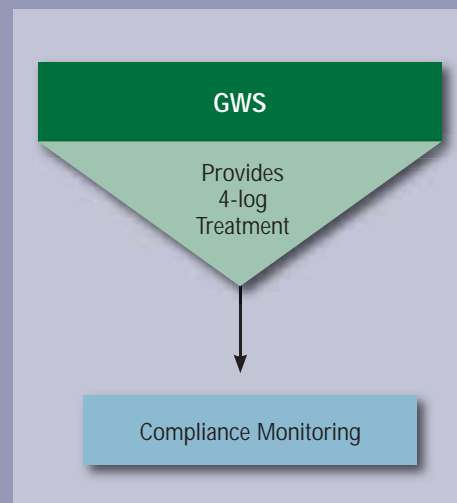 GWS
Provides
4-log
Treatment
Compliance Monitoring